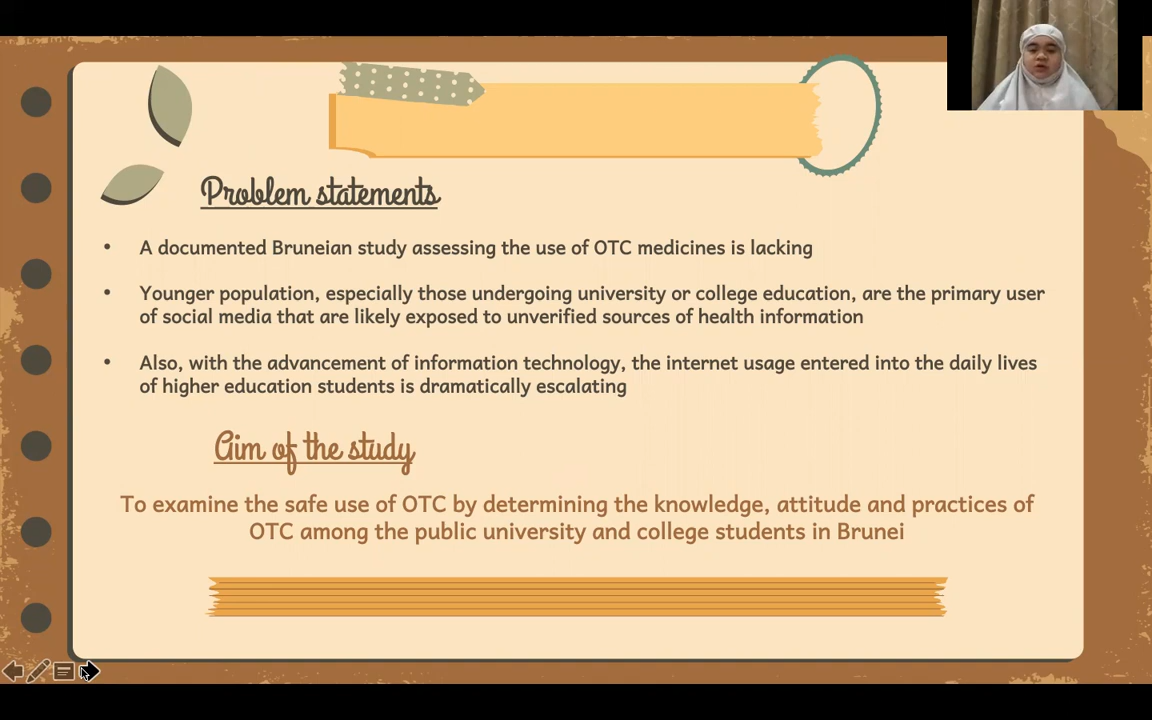 Problem statements
• A documented Bruneian study assessing the use of OTC medicines is lacking
• Younger population, especially those undergoing university or college education, are the primary user
of social media that are likely exposed to unverified sources of health information
• Also, with the advancement of information technology, the internet usage entered into the daily lives
of higher education students is dramatically escalating
Aim of the study
To examine the safe use of OTC by determining the knowledge, attitude and practices of
OTC among the public university and college students in Brunei